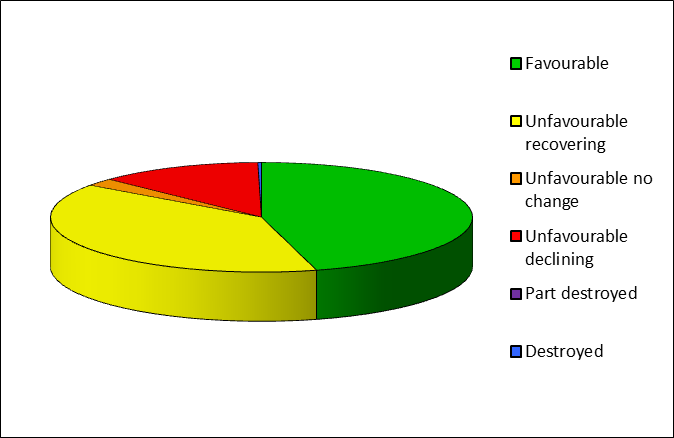 Favourable
Unfavourable
recovering
Unfavourable no
change
Unfavourable
declining
Part destroyed
Destroyed